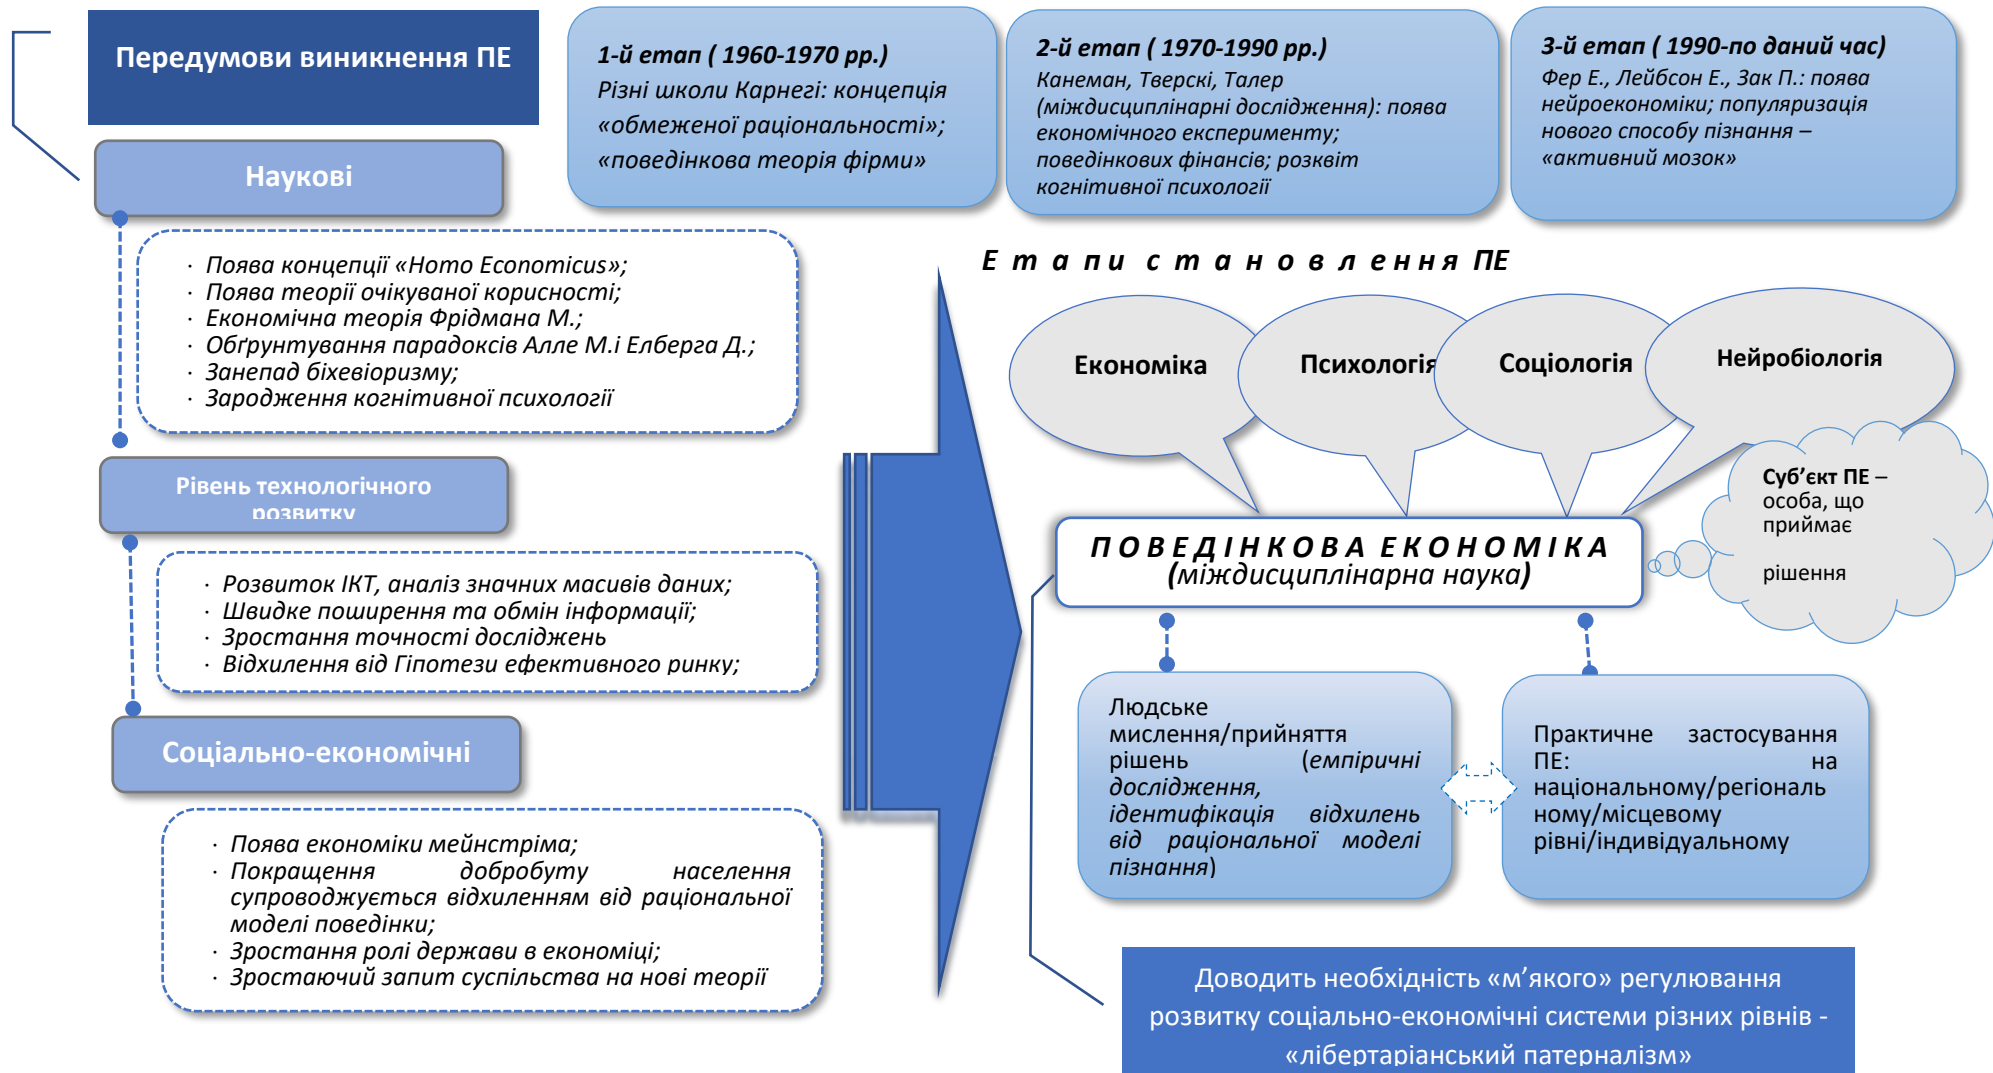 Передумови виникнення ПЕ
1-й етап ( 1960-1970 рр.)
Різні школи Карнегі: концепція
«обмеженої раціональності»;
«поведінкова теорія фірми»
2-й етап ( 1970-1990 рр.)
Канеман, Тверскі, Талер
(міждисциплінарні дослідження): поява
економічного експерименту;
поведінкових фінансів; розквіт
когнітивної психології
3-й етап ( 1990-по даний час)
Фер Е., Лейбсон Е., Зак П.: поява
нейроекономіки; популяризація
нового способу пізнання –
«активний мозок»
Наукові
· Поява концепції «Homo Economicus»;
· Поява теорії очікуваної корисності;
· Економічна теорія Фрідмана М.;
· Обґрунтування парадоксів Алле М.і Елберга Д.;
· Занепад біхевіоризму;
· Зародження когнітивної психології
Рівень технологічного
розвитку
· Розвиток ІКТ, аналіз значних масивів даних;
· Швидке поширення та обмін інформації;
· Зростання точності досліджень
· Відхилення від Гіпотези ефективного ринку;
Соціально-економічні
· Поява економіки мейнстріма;
· Покращення добробуту населення
супроводжується відхиленням від раціональної
моделі поведінки;
· Зростання ролі держави в економіці;
· Зростаючий запит суспільства на нові теорії
Етапи становлення ПЕ
Економіка
Психологія
Соціологія
Нейробіологія
Суб’єкт ПЕ –
особа, що
приймає
рішення
ПОВЕДІНКОВА ЕКОНОМІКА
(міждисциплінарна наука)
Людське
мислення/прийняття
рішень (емпіричні
дослідження,
ідентифікація відхилень
від раціональної моделі
пізнання)
Практичне застосування
ПЕ: на
національному/регіональ
ному/місцевому
рівні/індивідуальному
Доводить необхідність «м’якого» регулювання
розвитку соціально-економічні системи різних рівнів -
«лібертаріанський патерналізм»